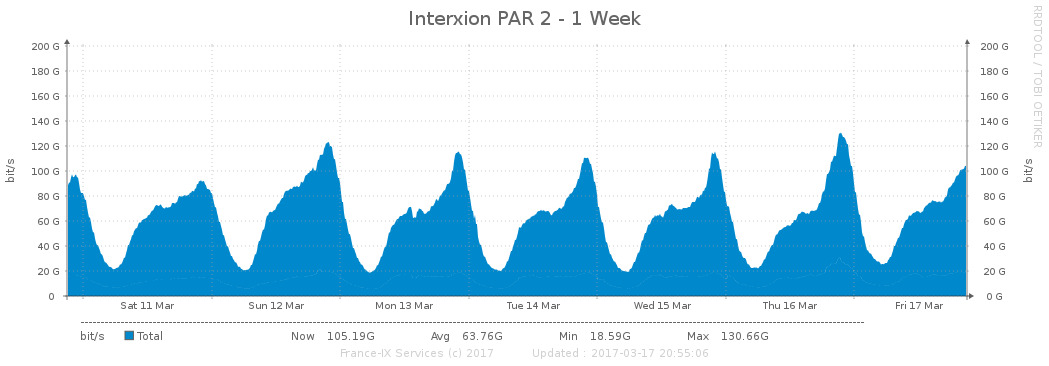 Interxion PAR 2 - 1 Week
RRDTOOL / TOBI OETIKER
200 G 200 G
180 G 180 G
160 G 160 G
140 G 140 G
120 G 120 G
100 G 100 G
80 G 80 G
60 G 60 G
40 G 40 G
20 G 20 G
0 0 G
bit/s
bit/s
Sat 11 Mar Sun 12 Mar Mon 13 Mar Tue 14 Mar Wed 15 Mar Thu 16 Mar Fri 17 Mar
bit/s Total Now 105.19G Avg 63.76G Min 18.59G Max 130.66G
France-IX Services (c) 2017 Updated : 2017-03-17 20:55:06